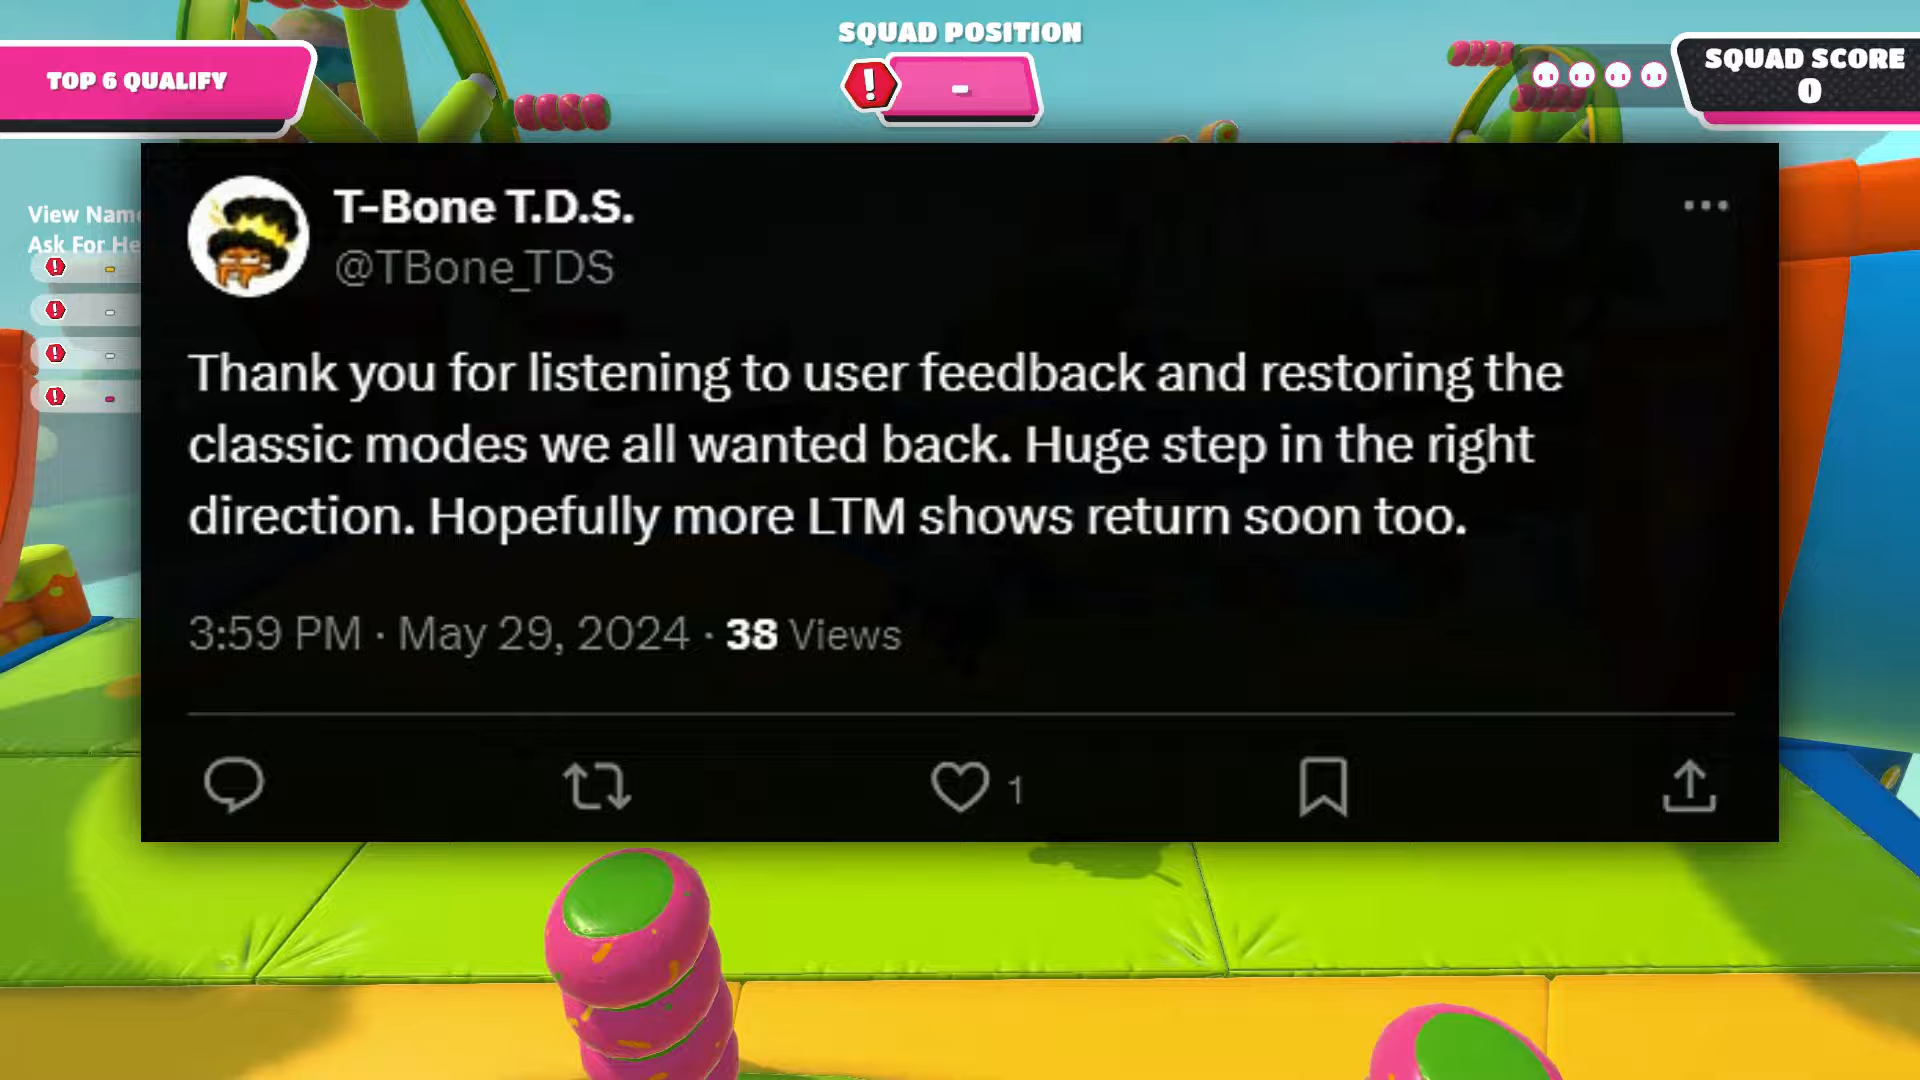 SQUAD POSITION
TOP 6 QUALIFY
-
SQUAD SCORE
0
View Name
Ask For He
T-Bone T.D.S.
@TBone_TDS
Thank you for listening to user feedback and restoring the
classic modes we all wanted back. Huge step in the right
direction. Hopefully more LTM shows return soon too.
3:59 PM · May 29, 2024 · 38 Views
1